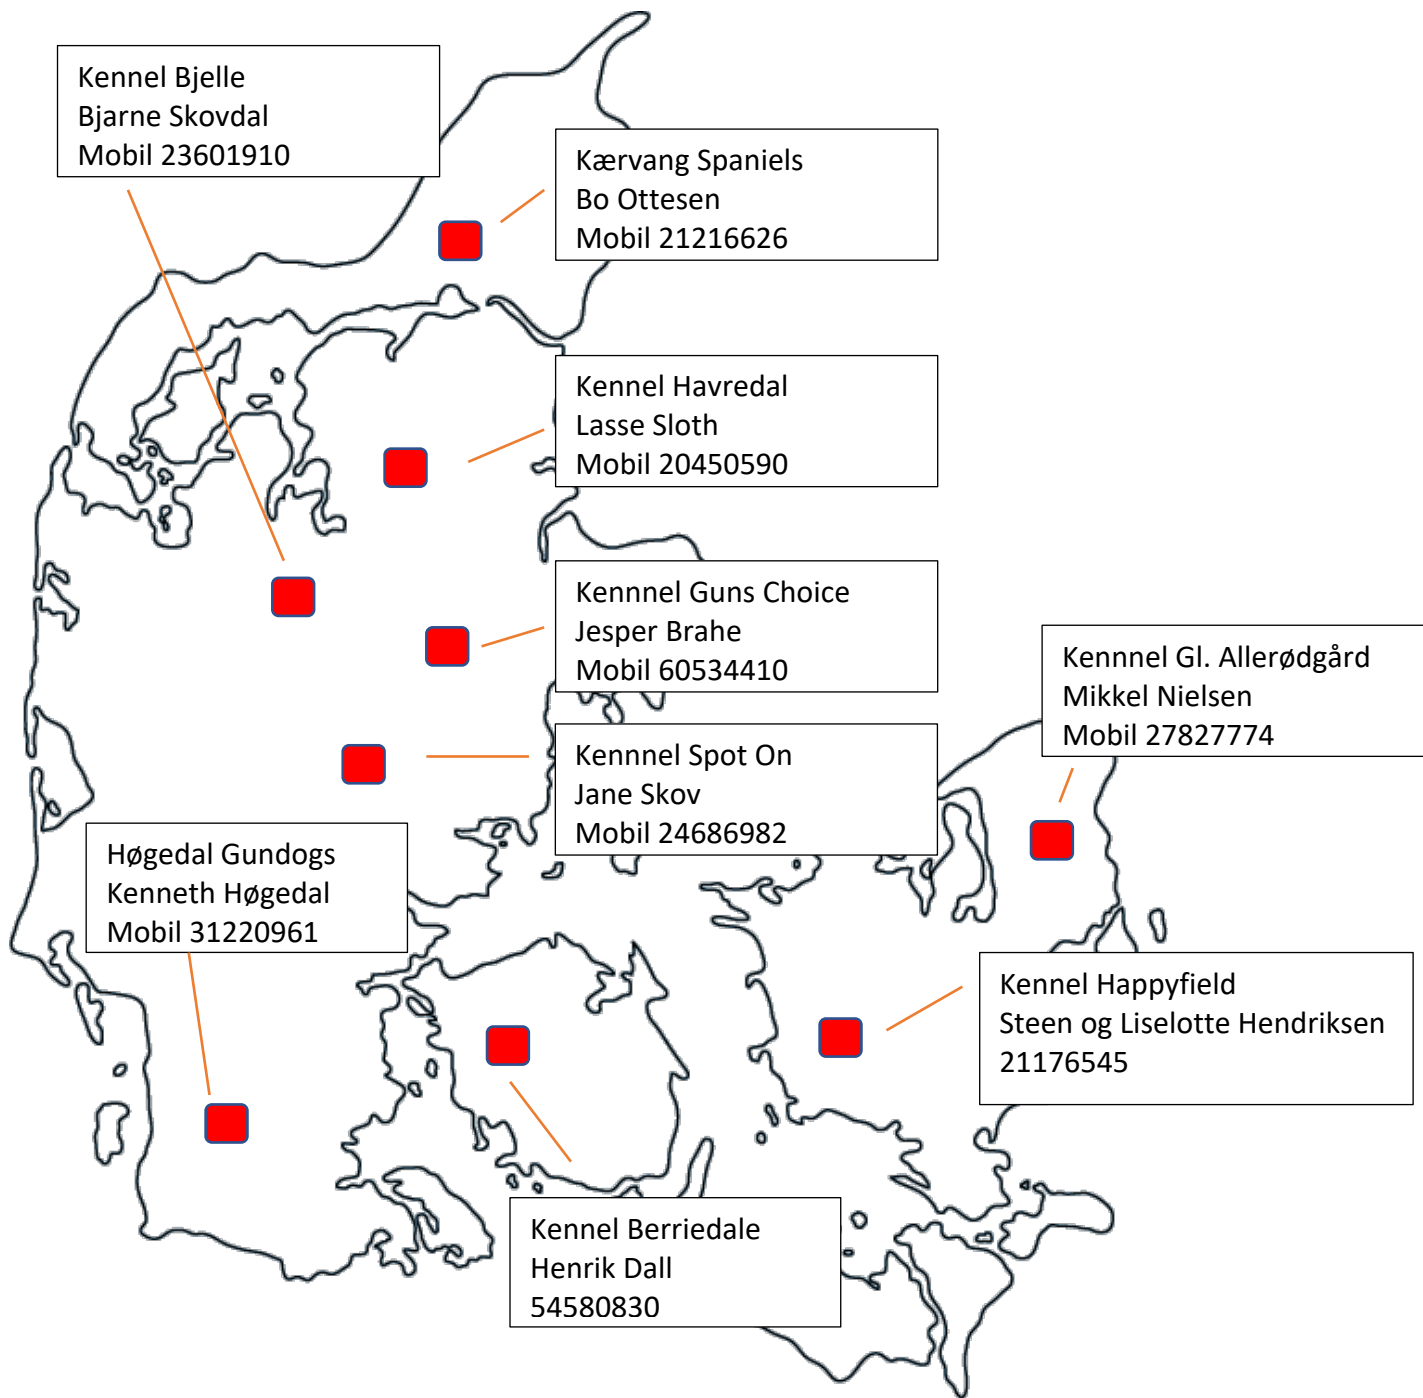 Kennel Bjelle
Bjarne Skovdal
Mobil 23601910
Kærvang Spaniels
Bo Ottesen
Mobil 21216626
Kennel Havredal
Lasse Sloth
Mobil 20450590
Kennnel Guns Choice
Jesper Brahe
Mobil 60534410
Kennnel Gl. Allerødgård
Mikkel Nielsen
Mobil 27827774
Kennnel Spot On
Jane Skov
Mobil 24686982
Høgedal Gundogs
Kenneth Høgedal
Mobil 31220961
Kennel Happyfield
Steen og Liselotte Hendriksen
21176545
Kennel Berriedale
Henrik Dall
54580830